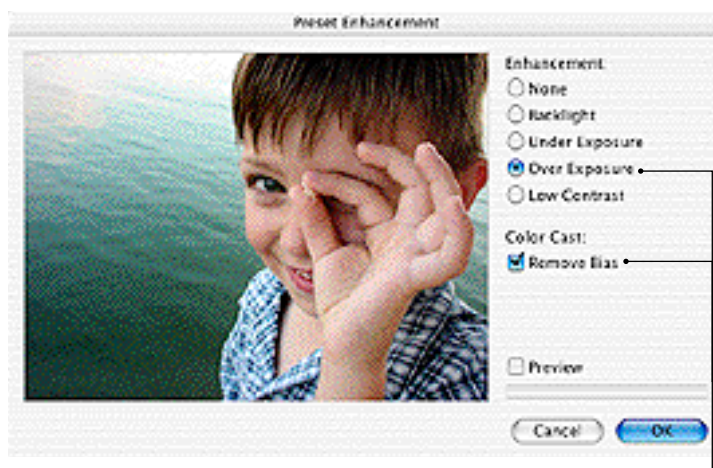 Preset Enhancement
Enhancement
None
Backlight
Under Exposure
Over Exposure
Low Contrast
Color Cast:
Remove Bias
Preview
Cancel
OK